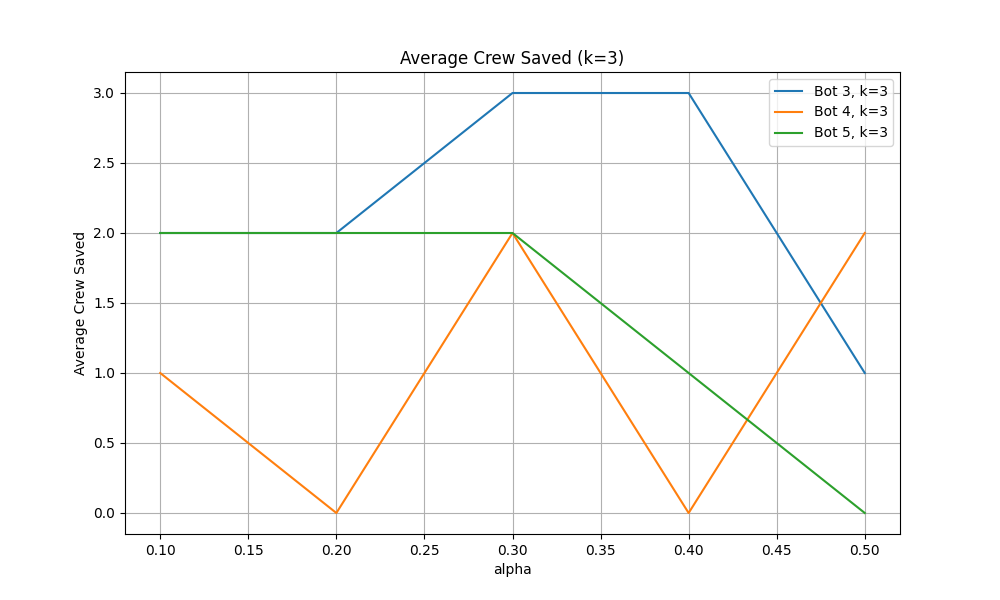 Average Crew Saved (k=3)
Bot 3, k=3
Bot 4, k=3
Bot 5, k=3
Average Crew Saved
3.0
2.5
2.0
1.5
1.0
0.5
0.0
0.10 0.15 0.20 0.25 0.30 0.35 0.40 0.45 0.50
alpha